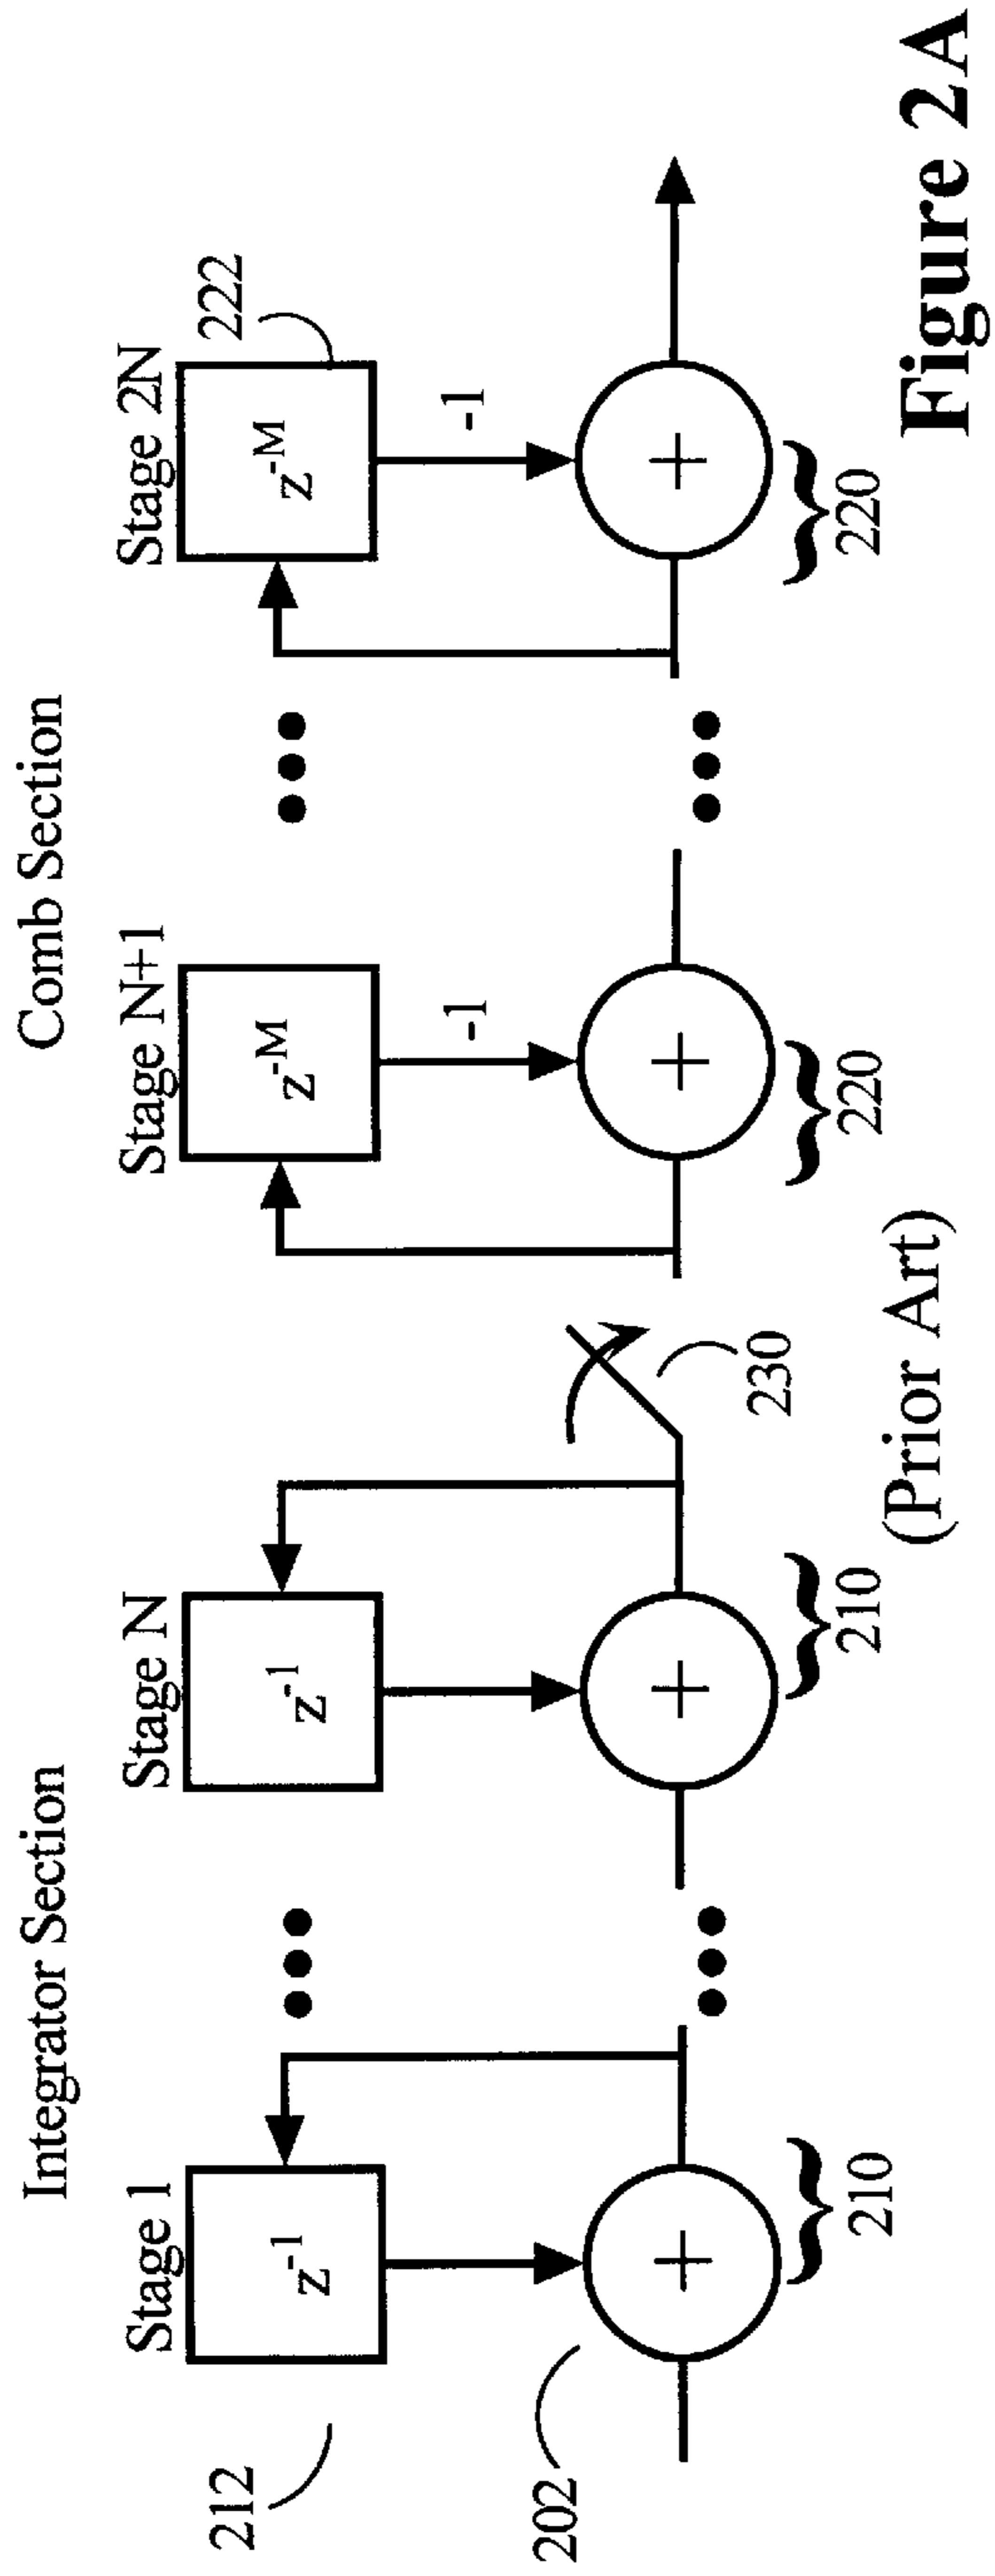 Integrator Section
Comb Section
Stage 1
Stage N
Stage N+1
Stage 2N
212
z⁻¹
z⁻¹
z⁻ᴹ
z⁻ᴹ
222
-1
-1
202
+
+
+
+
230
210
210
220
220
(Prior Art)
Figure 2A